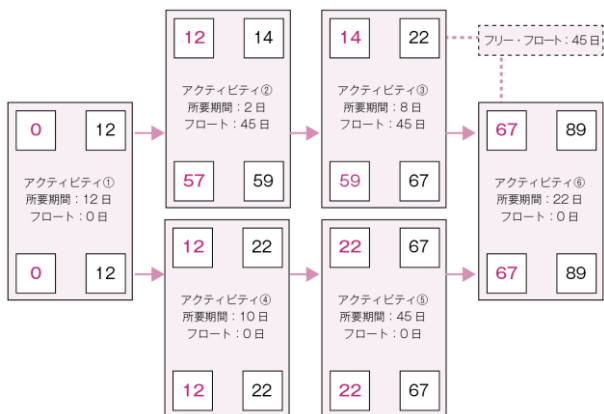 0 12
アクティビティ①
所要期間：12日
フロート：0日
0 12
12 14
アクティビティ②
所要期間：2日
フロート：45日
57 59
14 22
アクティビティ③
所要期間：8日
フロート：45日
59 67
フリー・フロート：45日
12 22
アクティビティ④
所要期間：10日
フロート：0日
12 22
22 67
アクティビティ⑤
所要期間：45日
フロート：0日
22 67
67 89
アクティビティ⑥
所要期間：22日
フロート：0日
67 89